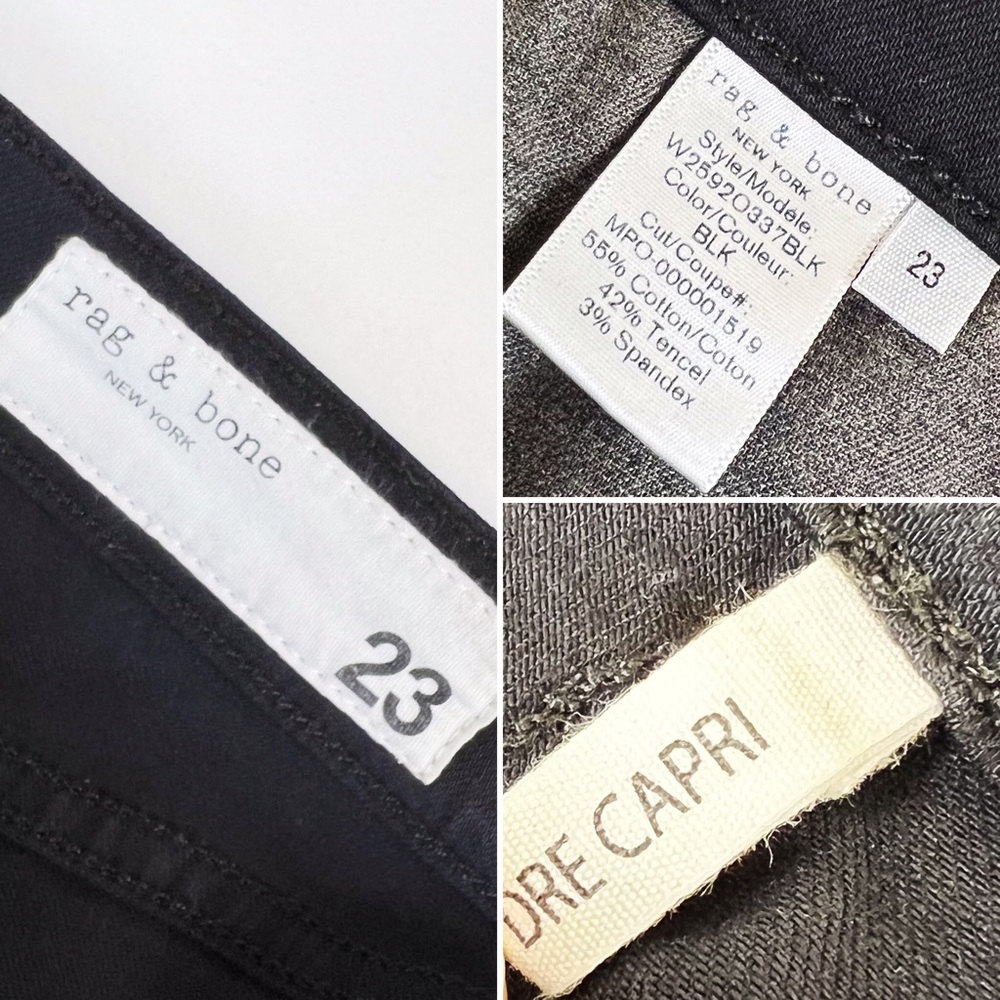 rag & bone
NEW YORK
23
rag & bone
NEW YORK
Style/Modèle:
W2592O337BLK
Color/Couleur:
BLK
Cut/Coupe#:
MPO-000001519
55% Cotton/Coton
42% Tencel
3% Spandex
23
DRE CAPRI